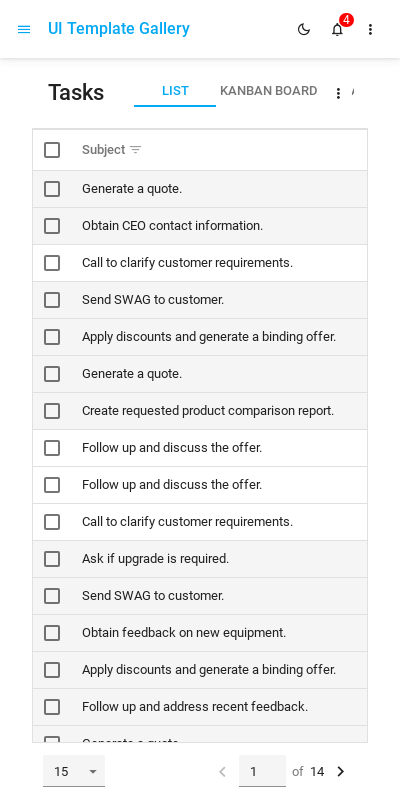 UI Template Gallery
4
Tasks
LIST
KANBAN BOARD
Subject
Generate a quote.
Obtain CEO contact information.
Call to clarify customer requirements.
Send SWAG to customer.
Apply discounts and generate a binding offer.
Generate a quote.
Create requested product comparison report.
Follow up and discuss the offer.
Follow up and discuss the offer.
Call to clarify customer requirements.
Ask if upgrade is required.
Send SWAG to customer.
Obtain feedback on new equipment.
Apply discounts and generate a binding offer.
Follow up and address recent feedback.
Generate a quote.
15
1 of 14